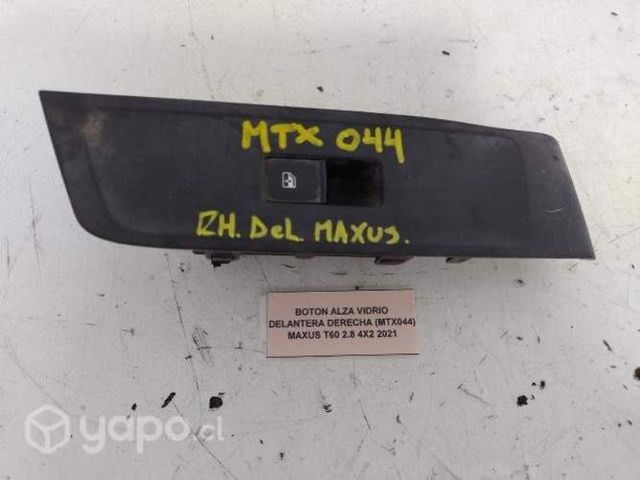 MTX 044
RH. DEL. MAXUS.
BOTON ALZA VIDRIO
DELANTERA DERECHA (MTX044)
MAXUS T60 2.8 4X2 2021
yapo.cl